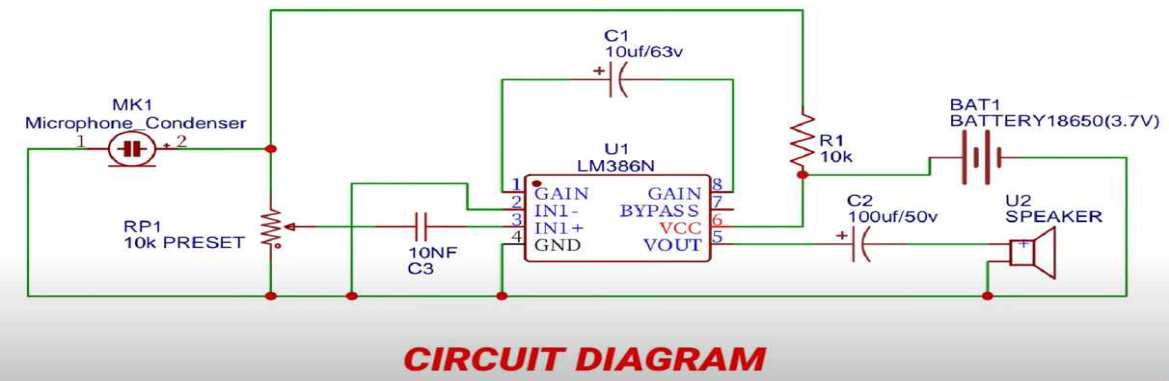 C1
10uf/63v
MK1
Microphone_Condenser
1
+ 2
BAT1
BATTERY18650(3.7V)
R1
10k
U1
LM386N
1 GAIN
2 IN1-
3 IN1+
4 GND
GAIN 8
BYPASS 7
VCC 6
VOUT 5
RP1
10k PRESET
10NF
C3
C2
100uf/50v
U2
SPEAKER
+
+
+
CIRCUIT DIAGRAM